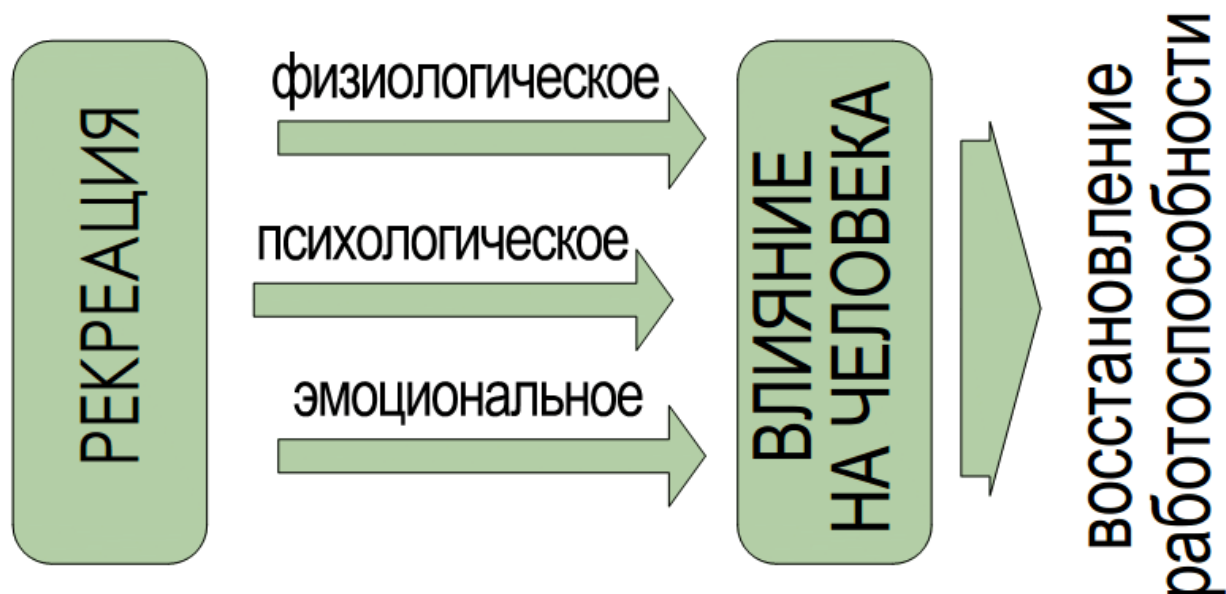 РЕКРЕАЦИЯ
физиологическое
психологическое
эмоциональное
ВЛИЯНИЕ
НА ЧЕЛОВЕКА
восстановление
работоспособности